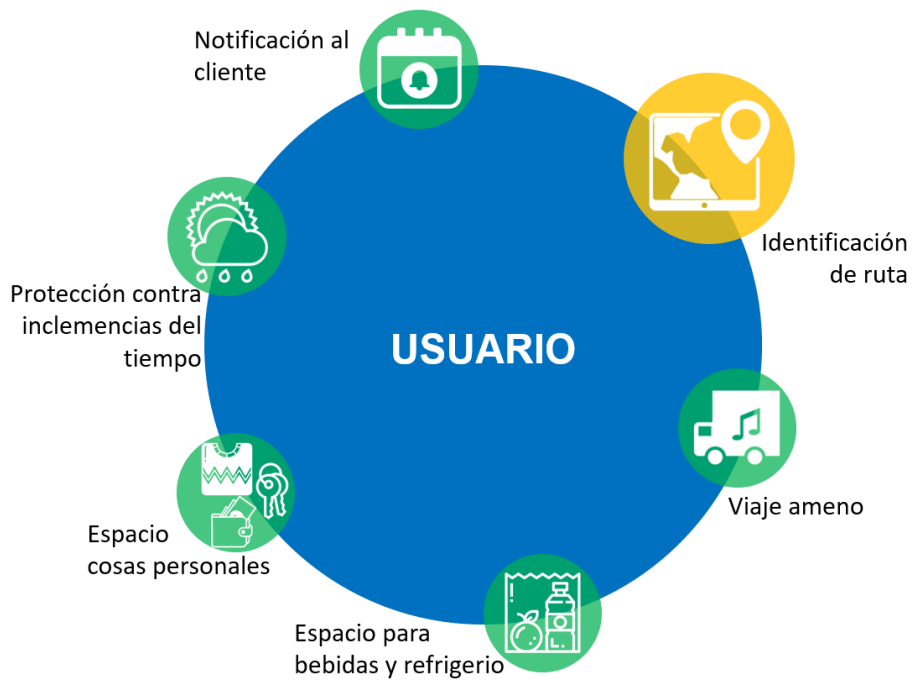 Notificación al
cliente
Identificación
de ruta
Protección contra
inclemencias del
tiempo
USUARIO
Viaje ameno
Espacio
cosas personales
Espacio para
bebidas y refrigerio